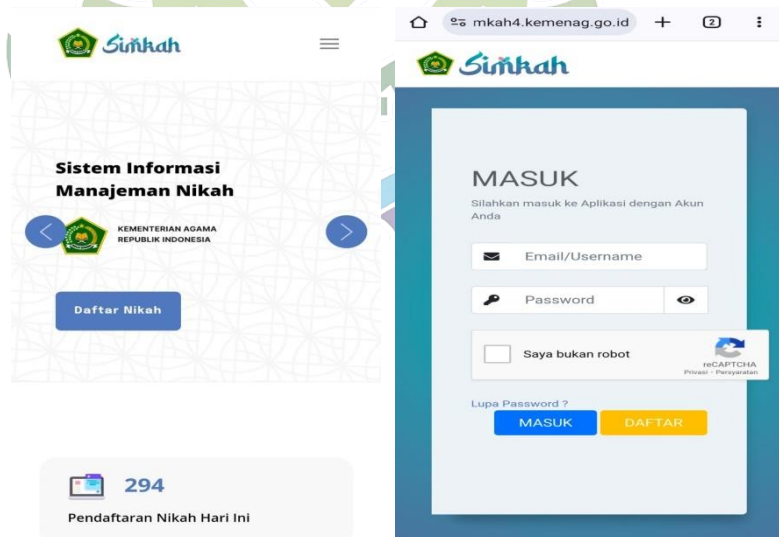 Simkah
Sistem Informasi
Manajeman Nikah
KEMENTERIAN AGAMA
REPUBLIK INDONESIA
Daftar Nikah
294
Pendaftaran Nikah Hari Ini
mkah4.kemenag.go.id
2
Simkah
MASUK
Silahkan masuk ke Aplikasi dengan Akun
Anda
Email/Username
Password
Saya bukan robot
reCAPTCHA
Privasi - Persyaratan
Lupa Password ?
MASUK
DAFTAR